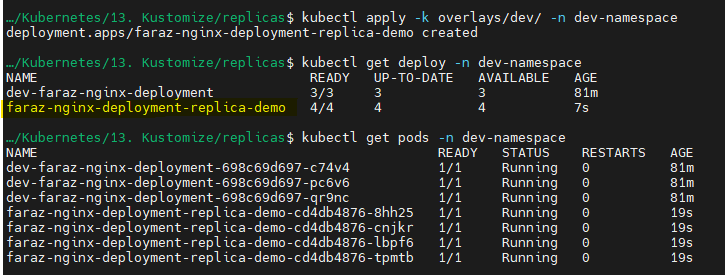 …/Kubernetes/13. Kustomize/replicas$ kubectl apply -k overlays/dev/ -n dev-namespace
deployment.apps/faraz-nginx-deployment-replica-demo created
…/Kubernetes/13. Kustomize/replicas$ kubectl get deploy -n dev-namespace
NAME READY UP-TO-DATE AVAILABLE AGE
dev-faraz-nginx-deployment 3/3 3 3 81m
faraz-nginx-deployment-replica-demo 4/4 4 4 7s
…/Kubernetes/13. Kustomize/replicas$ kubectl get pods -n dev-namespace
NAME READY STATUS RESTARTS AGE
dev-faraz-nginx-deployment-698c69d697-c74v4 1/1 Running 0 81m
dev-faraz-nginx-deployment-698c69d697-pc6v6 1/1 Running 0 81m
dev-faraz-nginx-deployment-698c69d697-qr9nc 1/1 Running 0 81m
faraz-nginx-deployment-replica-demo-cd4db4876-8hh25 1/1 Running 0 19s
faraz-nginx-deployment-replica-demo-cd4db4876-cnjkr 1/1 Running 0 19s
faraz-nginx-deployment-replica-demo-cd4db4876-lbpf6 1/1 Running 0 19s
faraz-nginx-deployment-replica-demo-cd4db4876-tpmtb 1/1 Running 0 19s